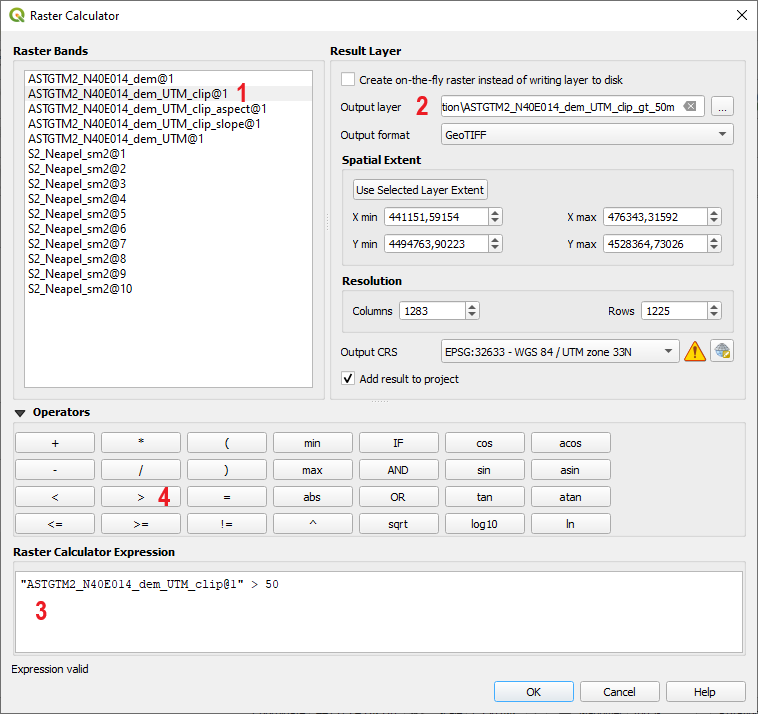 Raster Calculator
Raster Bands
ASTGTM2_N40E014_dem@1
ASTGTM2_N40E014_dem_UTM_clip@1 1
ASTGTM2_N40E014_dem_UTM_clip_aspect@1
ASTGTM2_N40E014_dem_UTM_clip_slope@1
ASTGTM2_N40E014_dem_UTM@1
S2_Neapel_sm2@1
S2_Neapel_sm2@2
S2_Neapel_sm2@3
S2_Neapel_sm2@4
S2_Neapel_sm2@5
S2_Neapel_sm2@6
S2_Neapel_sm2@7
S2_Neapel_sm2@8
S2_Neapel_sm2@9
S2_Neapel_sm2@10
Result Layer
Create on-the-fly raster instead of writing layer to disk
Output layer 2 tion\ASTGTM2_N40E014_dem_UTM_clip_gt_50m ...
Output format GeoTIFF
Spatial Extent
Use Selected Layer Extent
X min 441151,59154 X max 476343,31592
Y min 4494763,90223 Y max 4528364,73026
Resolution
Columns 1283 Rows 1225
Output CRS EPSG:32633 - WGS 84 / UTM zone 33N
Add result to project
Operators
+ * ( min IF cos acos
- / ) max AND sin asin
< > 4 = abs OR tan atan
<= >= != ^ sqrt log10 ln
Raster Calculator Expression
"ASTGTM2_N40E014_dem_UTM_clip@1" > 50
3
Expression valid
OK Cancel Help